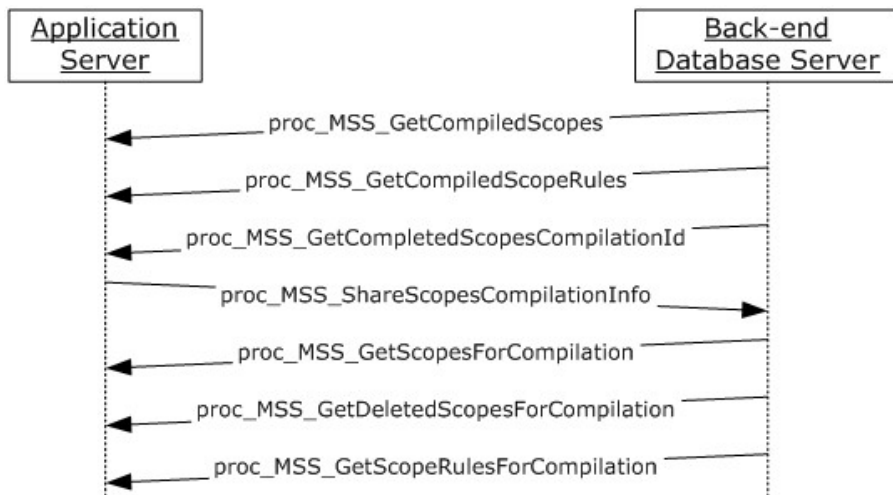 Application
Server
Back-end
Database Server
proc_MSS_GetCompiledScopes
proc_MSS_GetCompiledScopeRules
proc_MSS_GetCompletedScopesCompilationId
proc_MSS_ShareScopesCompilationInfo
proc_MSS_GetScopesForCompilation
proc_MSS_GetDeletedScopesForCompilation
proc_MSS_GetScopeRulesForCompilation